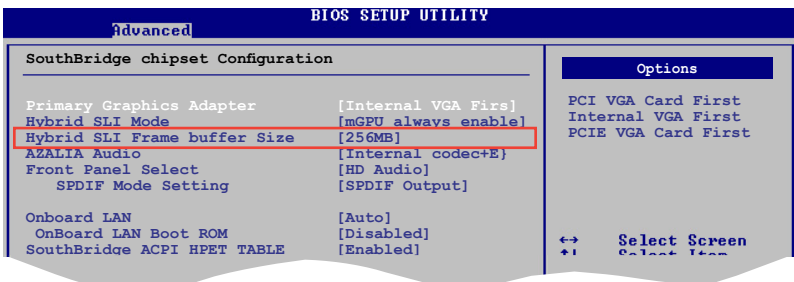 BIOS SETUP UTILITY
Advanced
SouthBridge chipset Configuration
Primary Graphics Adapter [Internal VGA Firs]
Hybrid SLI Mode [mGPU always enable]
Hybrid SLI Frame buffer Size [256MB]
AZALIA Audio [Internal codec+E}
Front Panel Select [HD Audio]
SPDIF Mode Setting [SPDIF Output]
Onboard LAN [Auto]
OnBoard LAN Boot ROM [Disabled]
SouthBridge ACPI HPET TABLE [Enabled]
Options
PCI VGA Card First
Internal VGA First
PCIE VGA Card First
←→ Select Screen
↑↓ Select Item